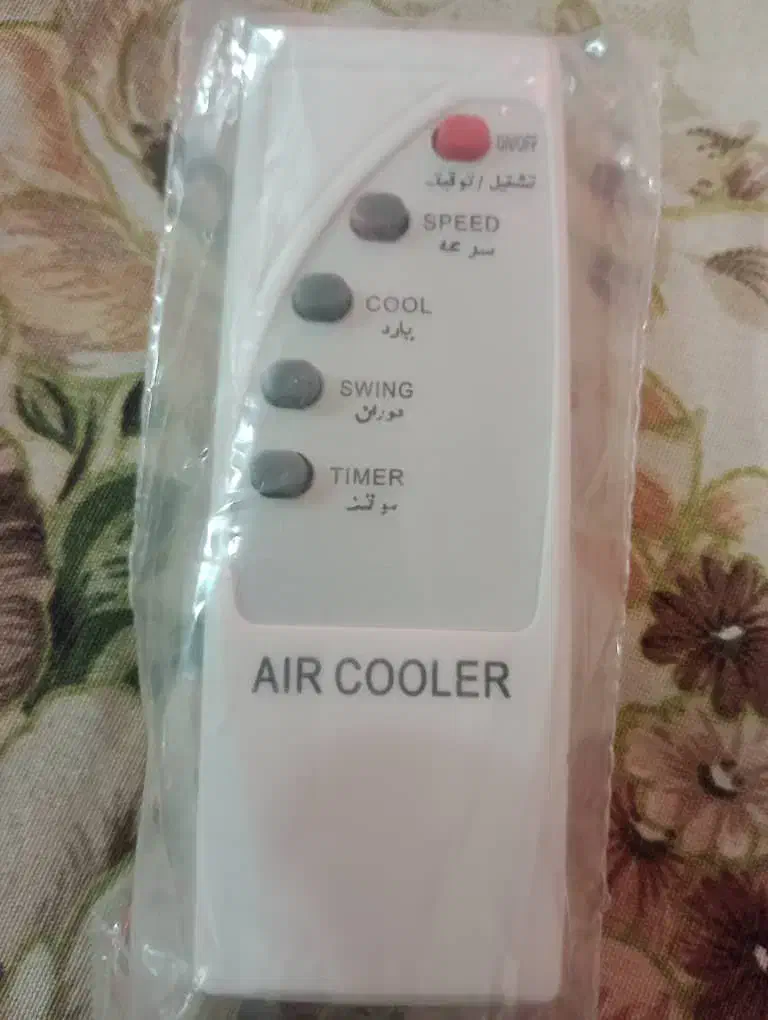 ON/OFF
تشغيل / توقيف
SPEED
سرعة
COOL
بارد
SWING
دوران
TIMER
موقت
AIR COOLER